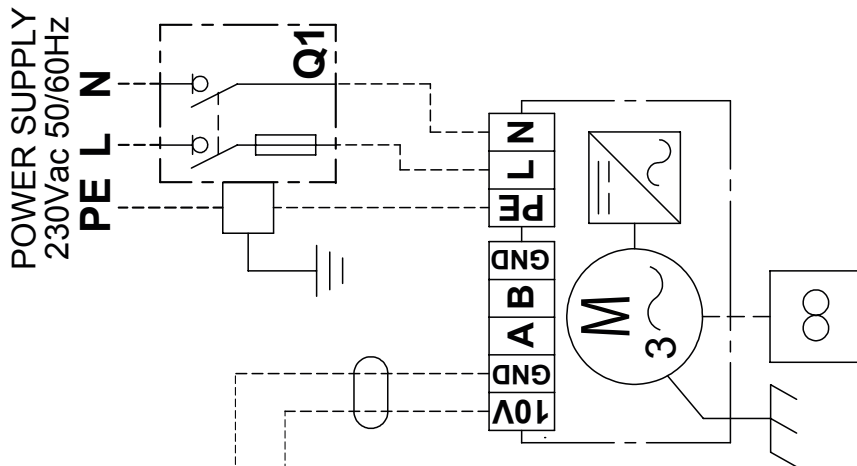 POWER SUPPLY
230Vac 50/60Hz
N
L
PE
Q1
N
L
PE
GND
B
A
GND
10V
M
3